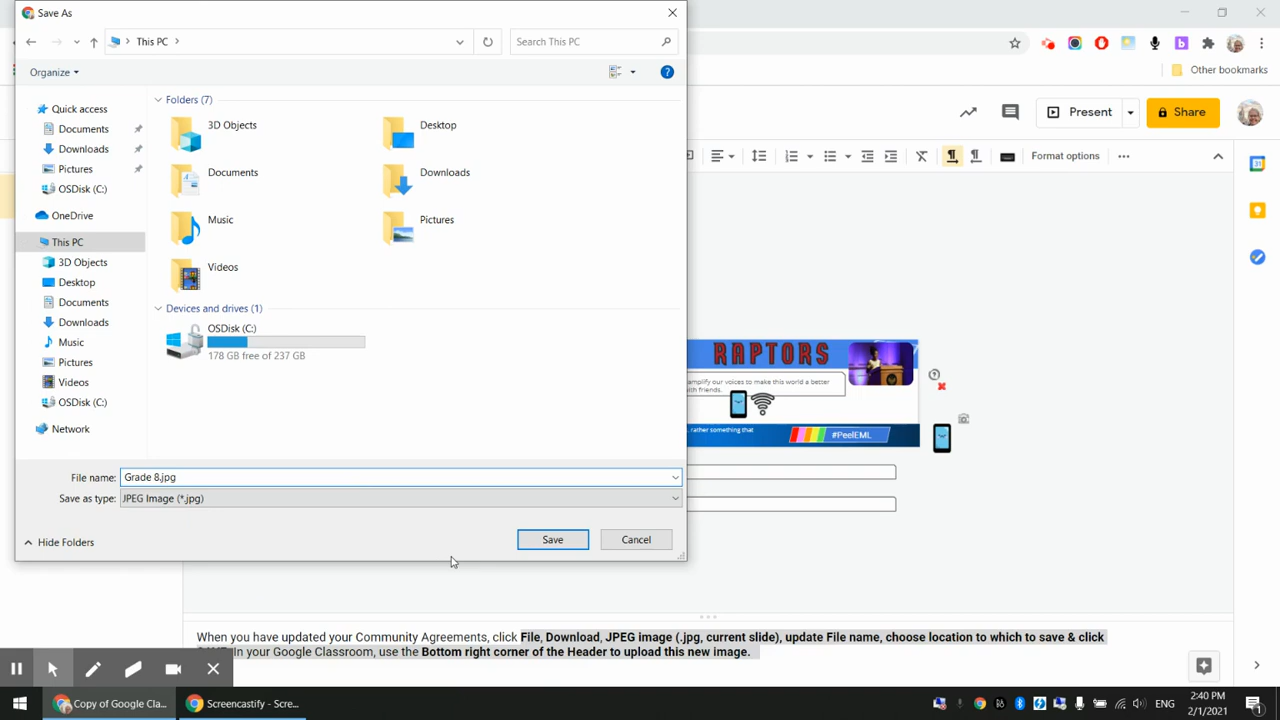 Save As
This PC
Search This PC
Other bookmarks
Organize
Present
Share
Format options
Quick access
Documents
Downloads
Pictures
OSDisk (C:)
OneDrive
This PC
3D Objects
Desktop
Documents
Downloads
Music
Pictures
Videos
OSDisk (C:)
Network
Folders (7)
3D Objects
Desktop
Documents
Downloads
Music
Pictures
Videos
Devices and drives (1)
OSDisk (C:)
178 GB free of 237 GB
RAPTORS
amplify our voices to make this world a better
with friends.
rather something that
#PeelEML
File name: Grade 8.jpg
Save as type: JPEG Image (*.jpg)
Hide Folders
Save
Cancel
When you have updated your Community Agreements, click File, Download, JPEG image (.jpg, current slide), update File name, choose location to which to save & click
in your Google Classroom, use the Bottom right corner of the Header to upload this new image.
Copy of Google Cla...
Screencastify - Scre...
ENG
2:40 PM
2/1/2021
1